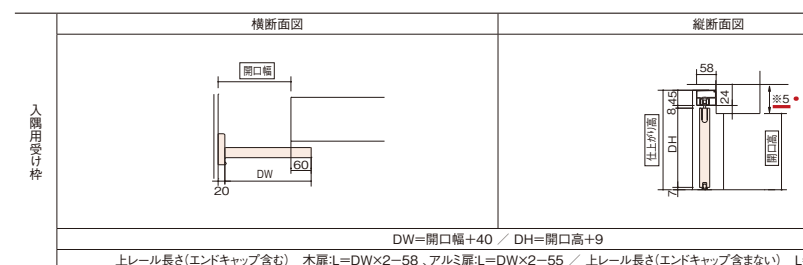 横断面図
縦断面図
入隅用受け枠
開口幅
60
DW
20
58
24
8.45
※5
仕上がり高
DH
開口高
7
DW=開口幅+40 ／ DH=開口高+9
上レール長さ(エンドキャップ含む) 木扉:L=DW×2−58、アルミ扉:L=DW×2−55 ／ 上レール長さ(エンドキャップ含まない)